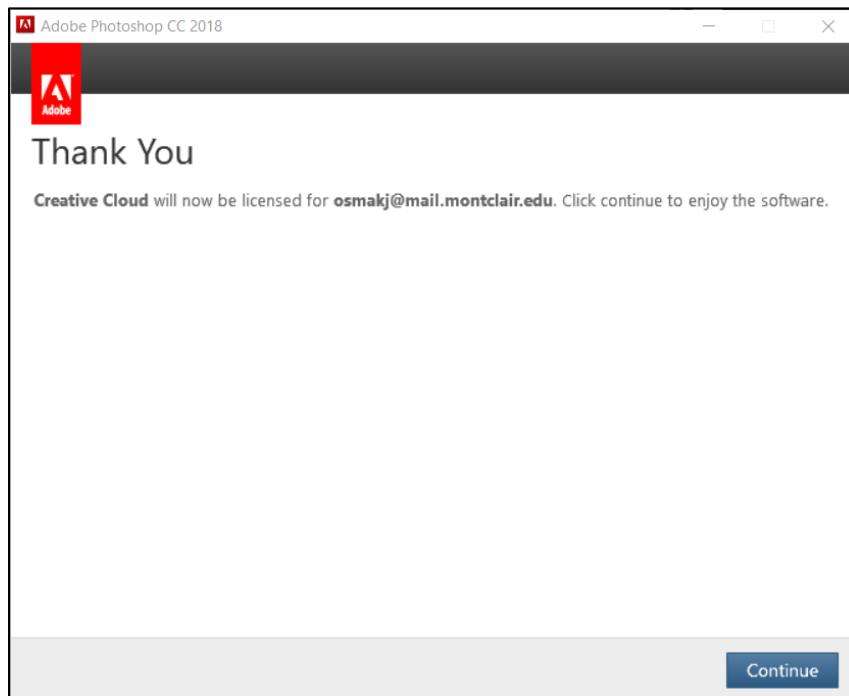 Adobe Photoshop CC 2018
Adobe
Thank You
Creative Cloud will now be licensed for osmakj@mail.montclair.edu. Click continue to enjoy the software.
Continue